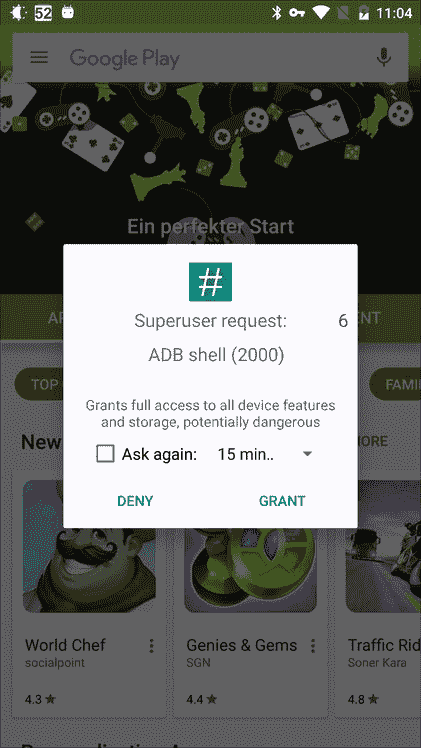 52
11:04
Google Play
Ein perfekter Start
Superuser request:
6
ADB shell (2000)
Grants full access to all device features
and storage, potentially dangerous
Ask again:
15 min..
DENY
GRANT
TOP
FAMI
New
ORE
World Chef
socialpoint
4.3
Genies & Gems
SGN
4.4
Traffic Rid
Soner Kara
4.8